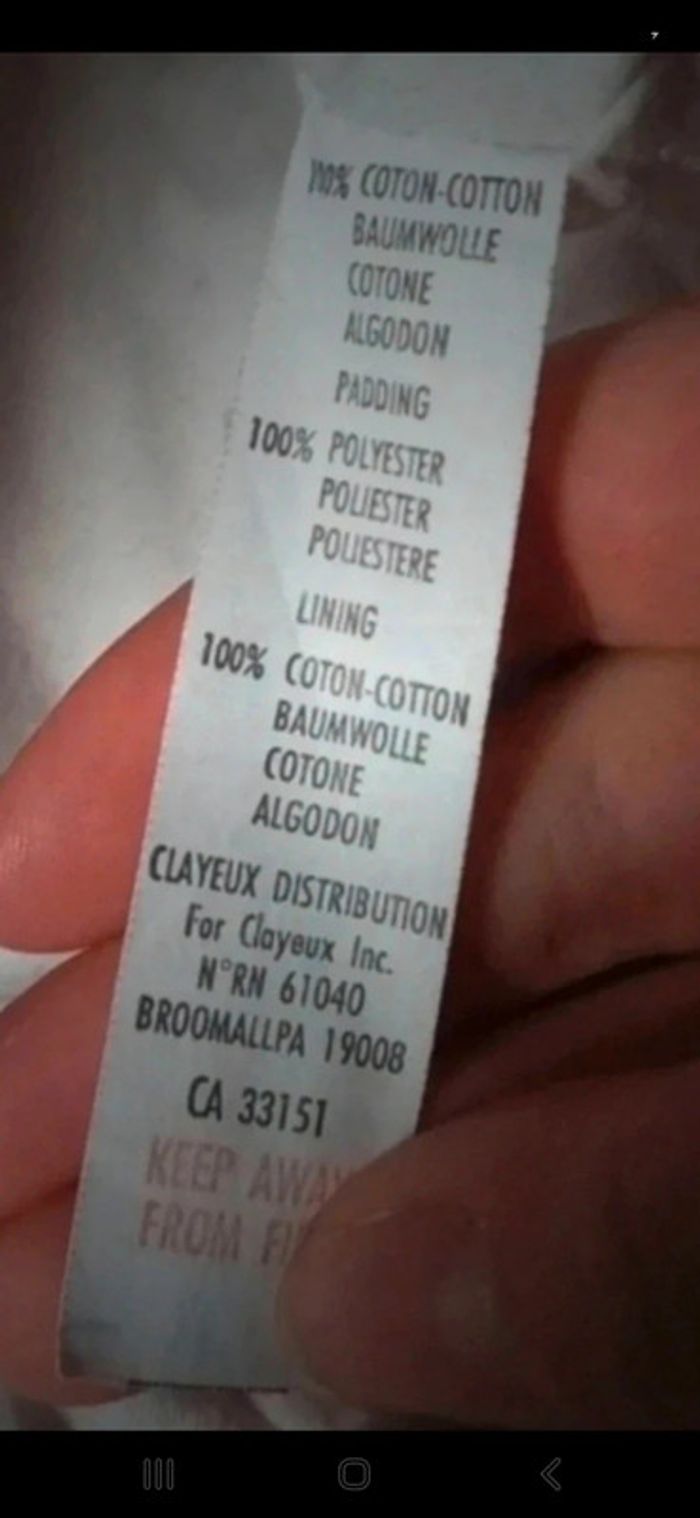 100% COTON-COTTON
BAUMWOLLE
COTONE
ALGODON
PADDING
100% POLYESTER
POLIESTER
POLIESTERE
LINING
100% COTON-COTTON
BAUMWOLLE
COTONE
ALGODON
CLAYEUX DISTRIBUTION
For Clayeux Inc.
N°RN 61040
BROOMALLPA 19008
CA 33151
KEEP AWAY
FROM